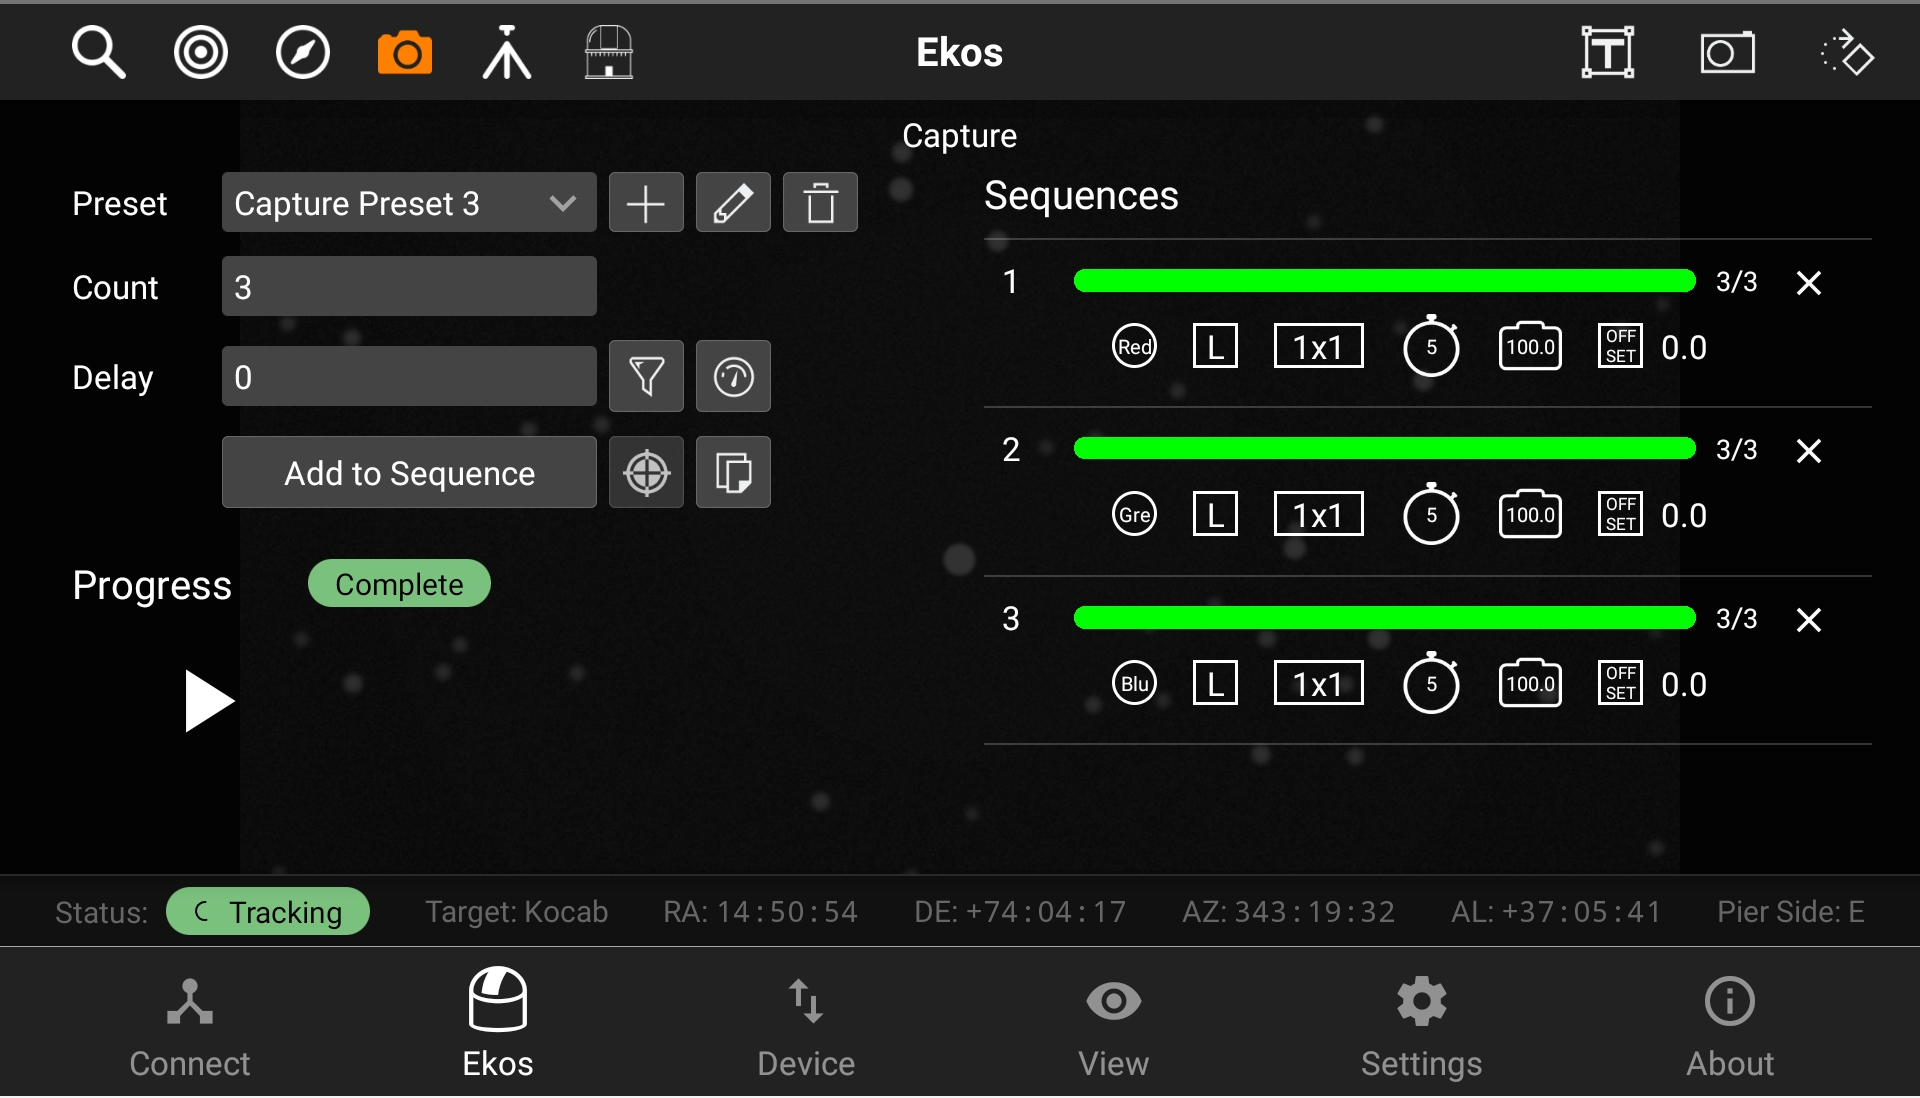 Ekos
T
Capture
Preset Capture Preset 3
Count 3
Delay 0
Add to Sequence
Progress Complete
Sequences
1 3/3
Red L 1x1 5 100.0 OFF SET 0.0
2 3/3
Gre L 1x1 5 100.0 OFF SET 0.0
3 3/3
Blu L 1x1 5 100.0 OFF SET 0.0
Status: Tracking Target: Kocab RA: 14:50:54 DE: +74:04:17 AZ: 343:19:32 AL: +37:05:41 Pier Side: E
Connect Ekos Device View Settings About